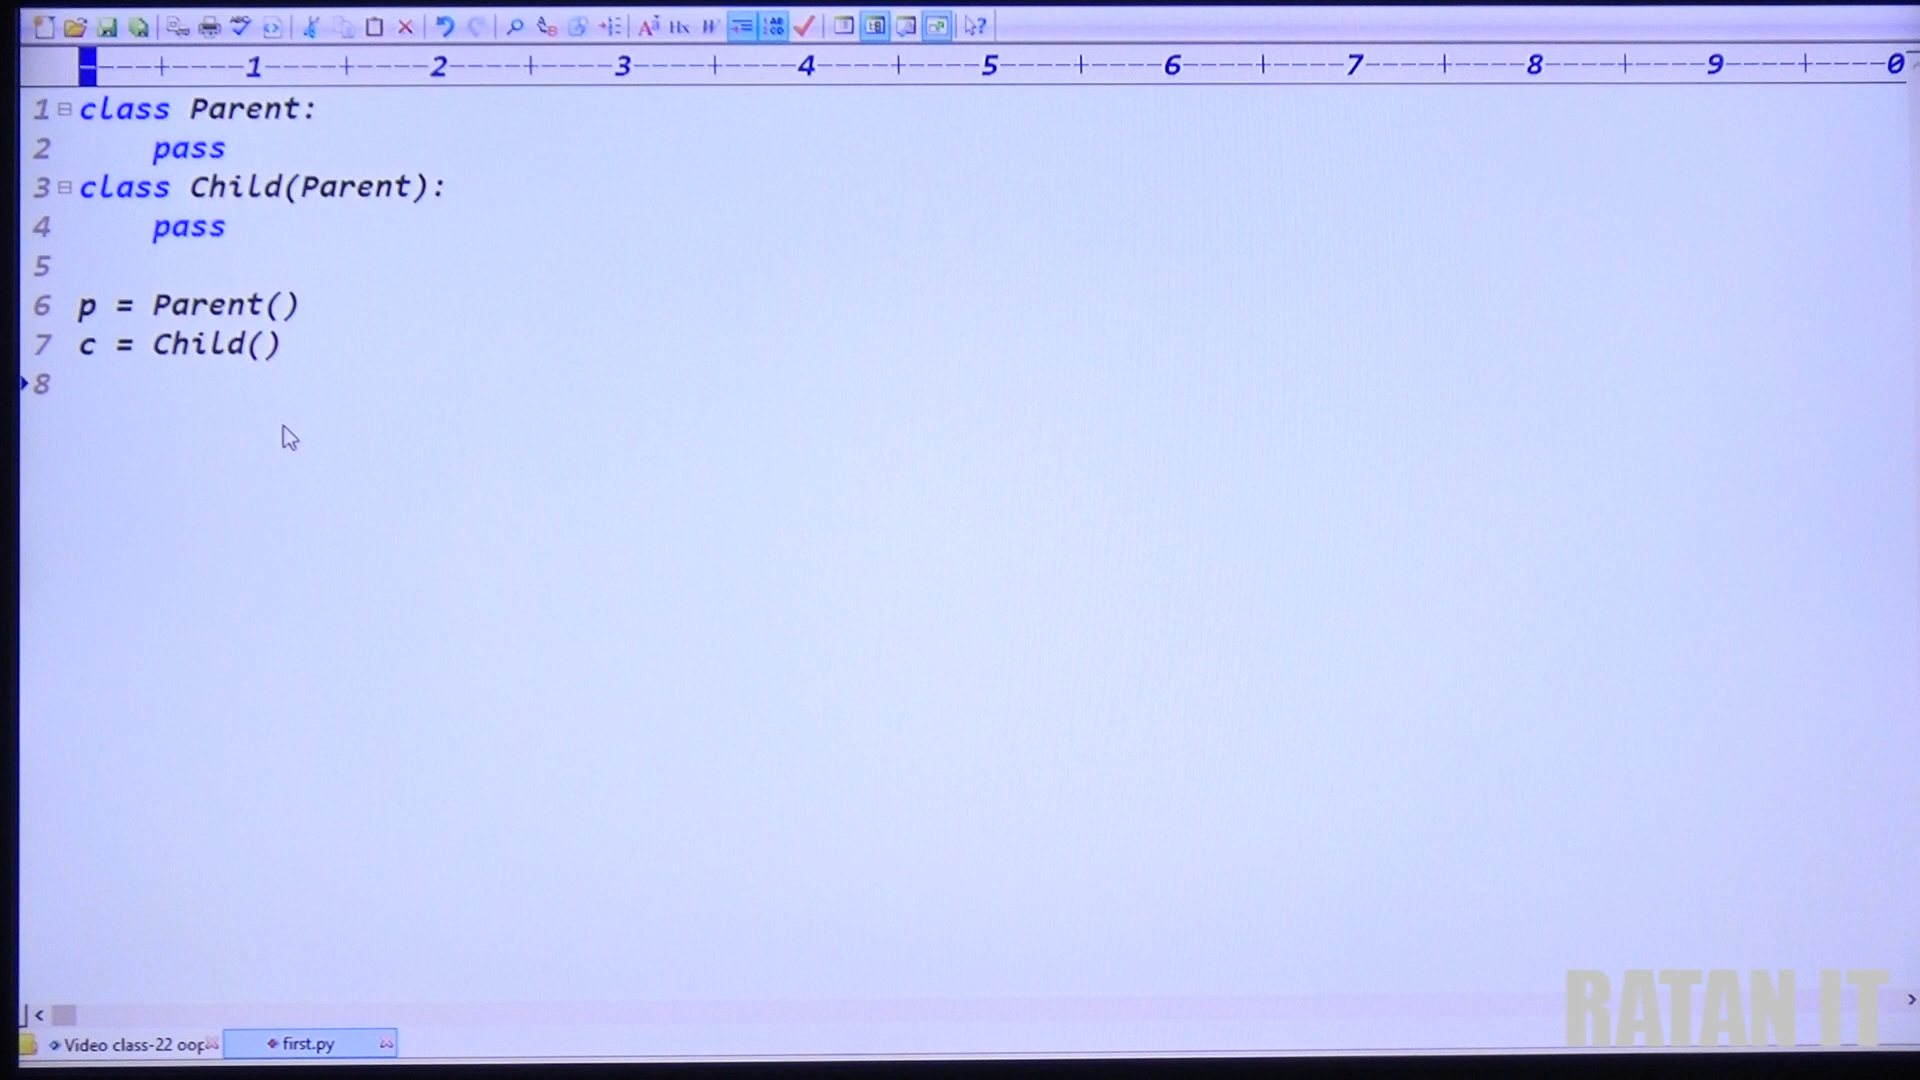 ----+----1----+----2----+----3----+----4----+----5----+----6----+----7----+----8----+----9----+----0
1 class Parent:
2     pass
3 class Child(Parent):
4     pass
5
6 p = Parent()
7 c = Child()
8
RATAN IT
Video class-22 oop
first.py